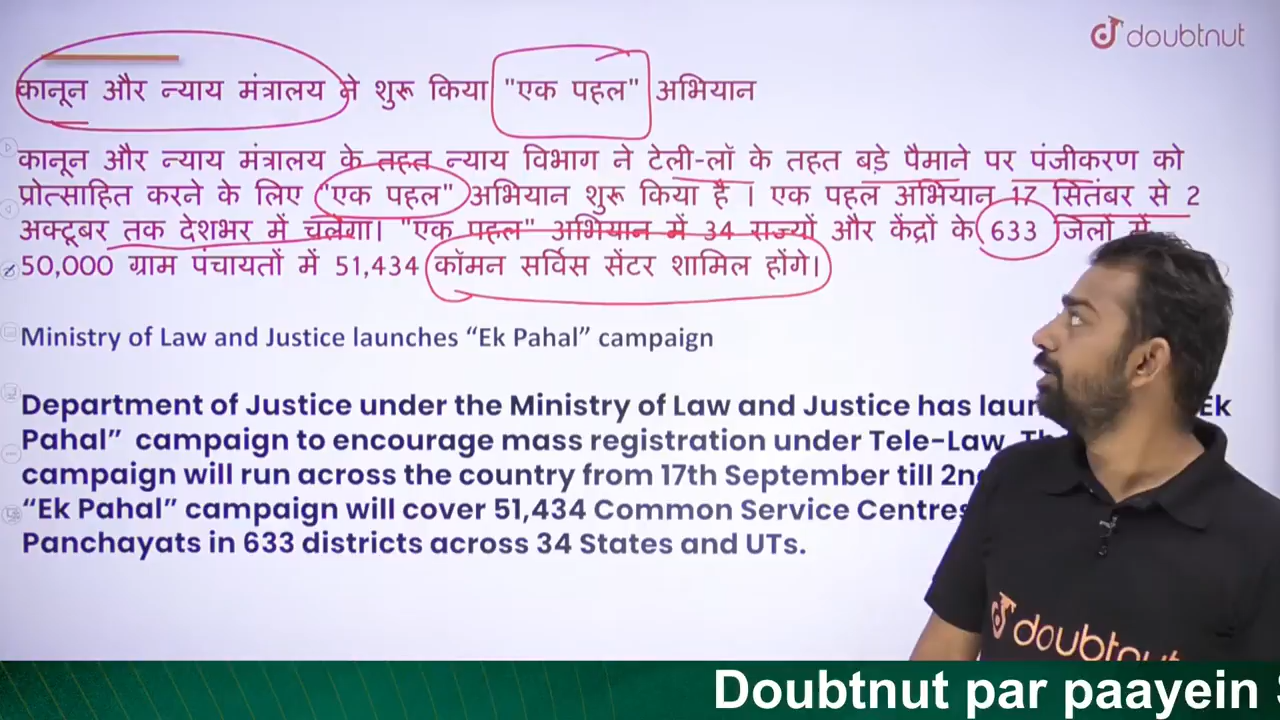 doubtnut
कानून और न्याय मंत्रालय ने शुरू किया "एक पहल" अभियान
कानून और न्याय मंत्रालय के तहत न्याय विभाग ने टेली-लॉ के तहत बड़े पैमाने पर पंजीकरण को
प्रोत्साहित करने के लिए "एक पहल" अभियान शुरू किया है । एक पहल अभियान 17 सितंबर से 2
अक्टूबर तक देशभर में चलेगा। "एक पहल" अभियान में 34 राज्यों और केंद्रों के 633 जिलों में
50,000 ग्राम पंचायतों में 51,434 कॉमन सर्विस सेंटर शामिल होंगे।
Ministry of Law and Justice launches “Ek Pahal” campaign
Department of Justice under the Ministry of Law and Justice has Ek
Pahal” campaign to encourage mass registration under Tele-Law.
campaign will run across the country from 17th September till
“Ek Pahal” campaign will cover 51,434 Common Service Centres
Panchayats in 633 districts across 34 States and UTs.
doubtnut
Doubtnut par paayein